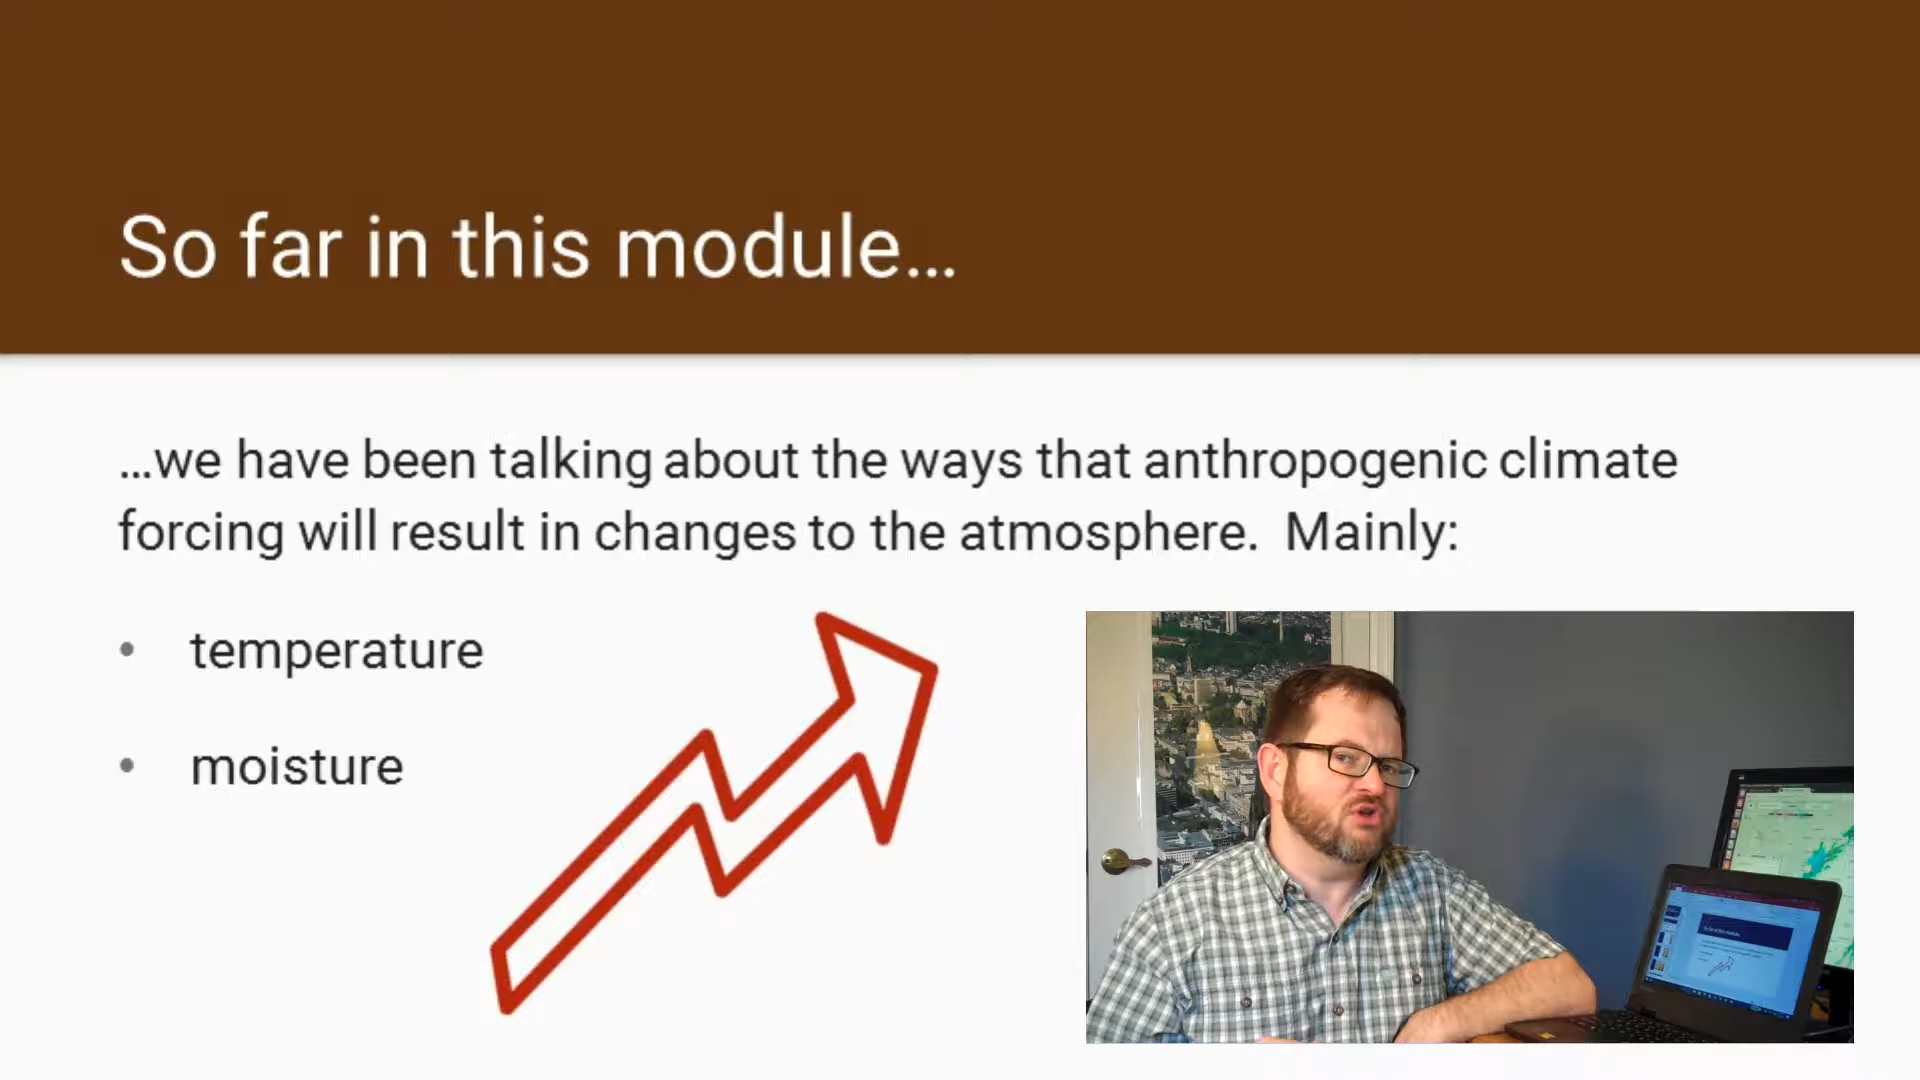 So far in this module…
…we have been talking about the ways that anthropogenic climate
forcing will result in changes to the atmosphere.  Mainly:
• temperature
• moisture